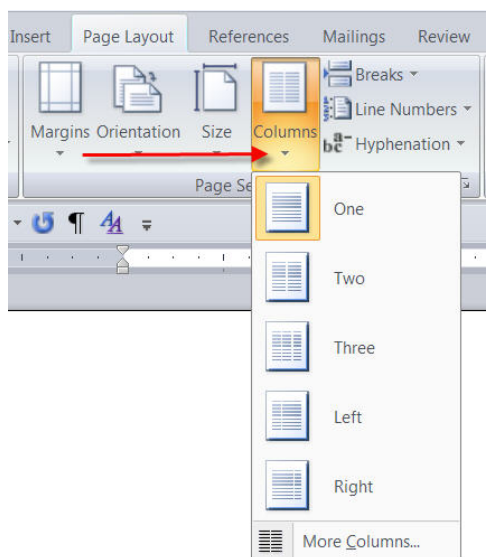 Insert Page Layout References Mailings Review
Breaks
Line Numbers
Margins Orientation Size Columns
Hyphenation
Page Se
One
Two
Three
Left
Right
More Columns...